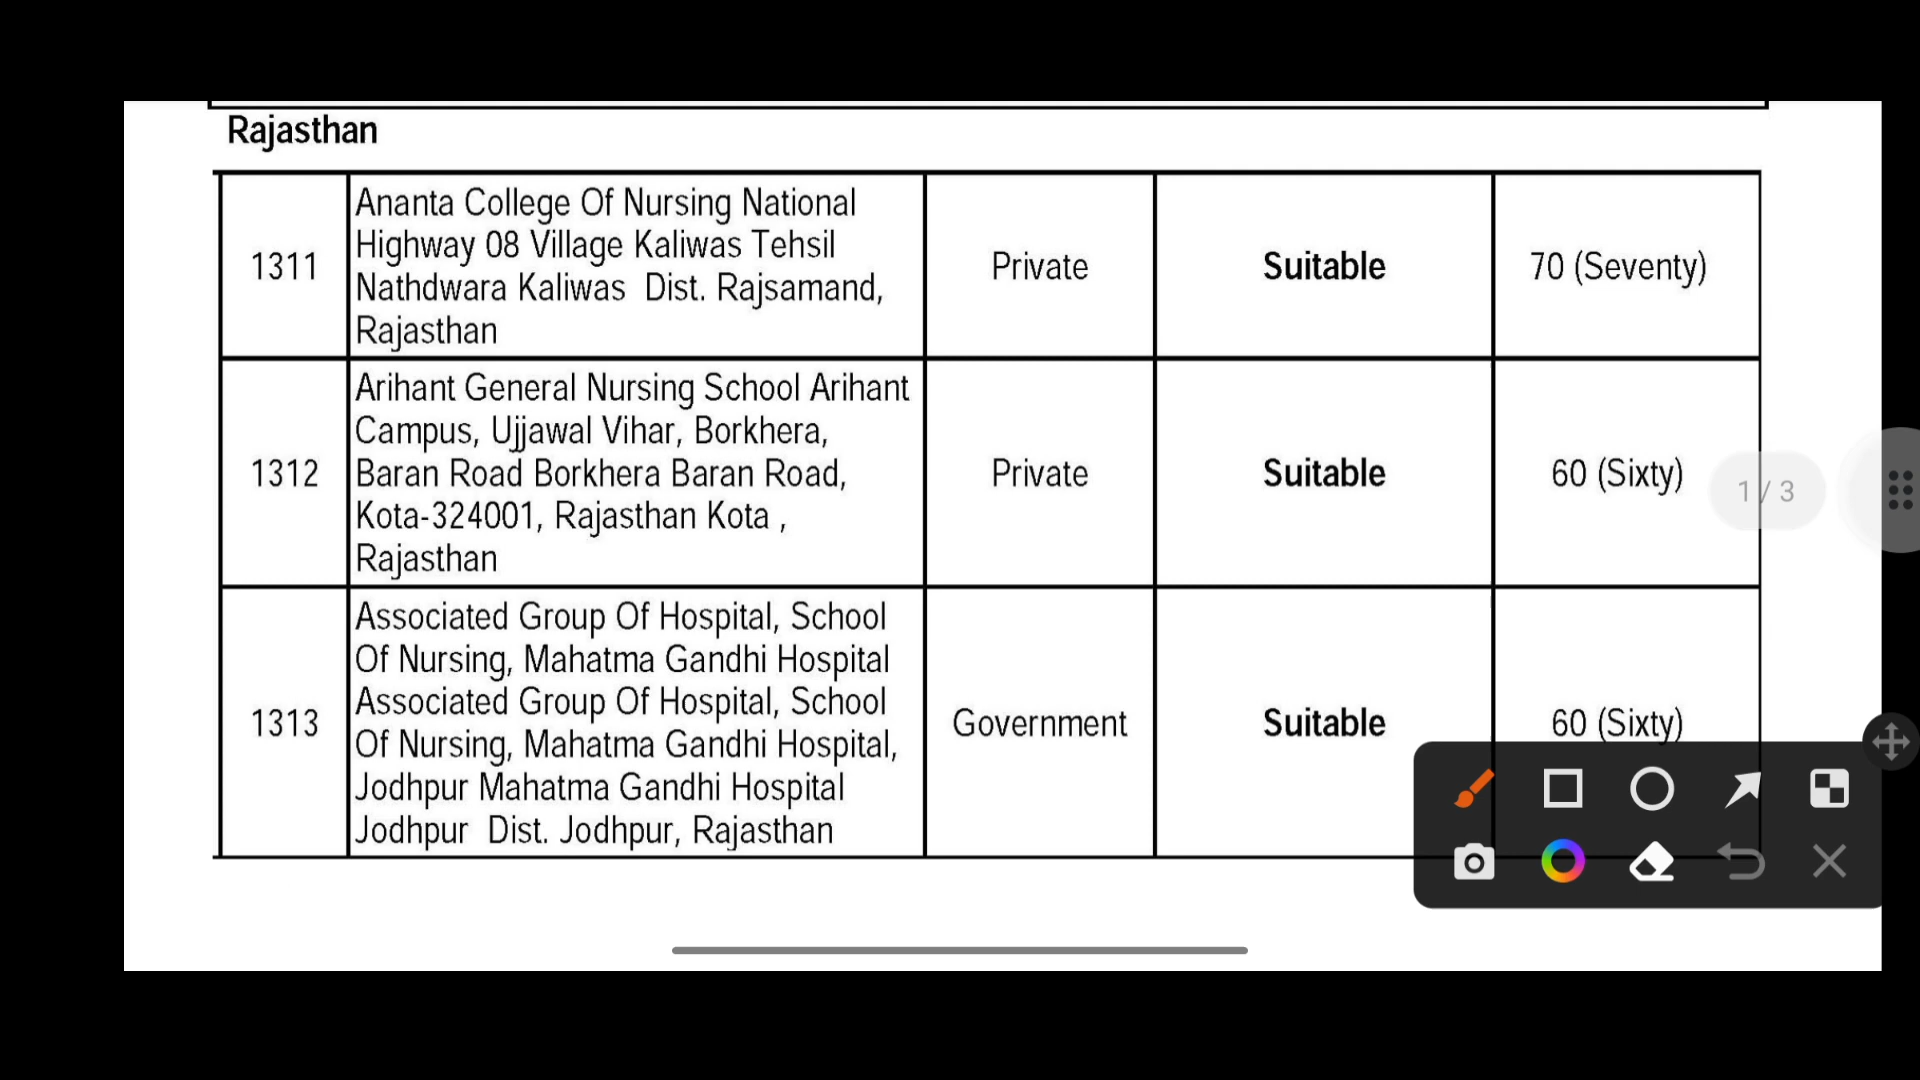 Rajasthan
1311
Ananta College Of Nursing National
Highway 08 Village Kaliwas Tehsil
Nathdwara Kaliwas Dist. Rajsamand,
Rajasthan
Private
Suitable
70 (Seventy)
1312
Arihant General Nursing School Arihant
Campus, Ujjawal Vihar, Borkhera,
Baran Road Borkhera Baran Road,
Kota-324001, Rajasthan Kota ,
Rajasthan
Private
Suitable
60 (Sixty)
1 / 3
1313
Associated Group Of Hospital, School
Of Nursing, Mahatma Gandhi Hospital
Associated Group Of Hospital, School
Of Nursing, Mahatma Gandhi Hospital,
Jodhpur Mahatma Gandhi Hospital
Jodhpur Dist. Jodhpur, Rajasthan
Government
Suitable
60 (Sixty)